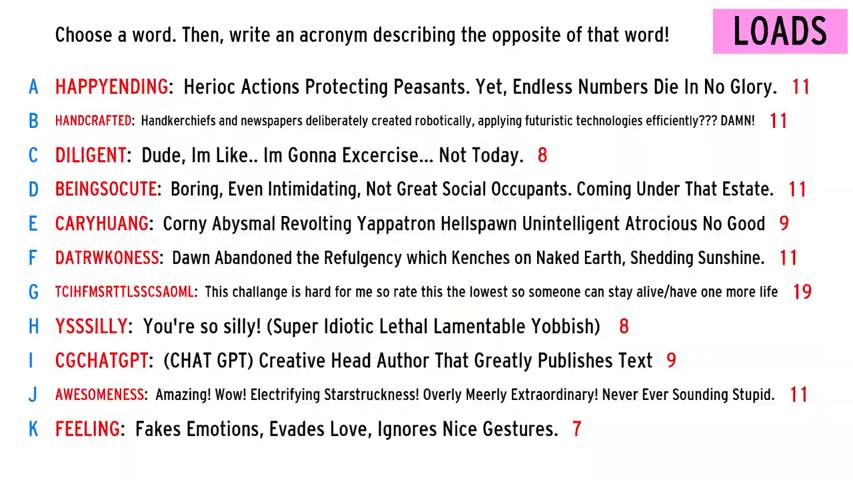 Choose a word. Then, write an acronym describing the opposite of that word! LOADS
A HAPPYENDING: Herioc Actions Protecting Peasants. Yet, Endless Numbers Die In No Glory. 11
B HANDCRAFTED: Handkerchiefs and newspapers deliberately created robotically, applying futuristic technologies efficiently??? DAMN! 11
C DILIGENT: Dude, Im Like.. Im Gonna Excercise... Not Today. 8
D BEINGSOCUTE: Boring, Even Intimidating, Not Great Social Occupants. Coming Under That Estate. 11
E CARYHUANG: Corny Abysmal Revolting Yappatron Hellspawn Unintelligent Atrocious No Good 9
F DATRWKONESS: Dawn Abandoned the Refulgency which Kenches on Naked Earth, Shedding Sunshine. 11
G TCIHFMSRTTLSSCSAOML: This challange is hard for me so rate this the lowest so someone can stay alive/have one more life 19
H YSSSILLY: You're so silly! (Super Idiotic Lethal Lamentable Yobbish) 8
I CGCHATGPT: (CHAT GPT) Creative Head Author That Greatly Publishes Text 9
J AWESOMENESS: Amazing! Wow! Electrifying Starstruckness! Overly Meerly Extraordinary! Never Ever Sounding Stupid. 11
K FEELING: Fakes Emotions, Evades Love, Ignores Nice Gestures. 7